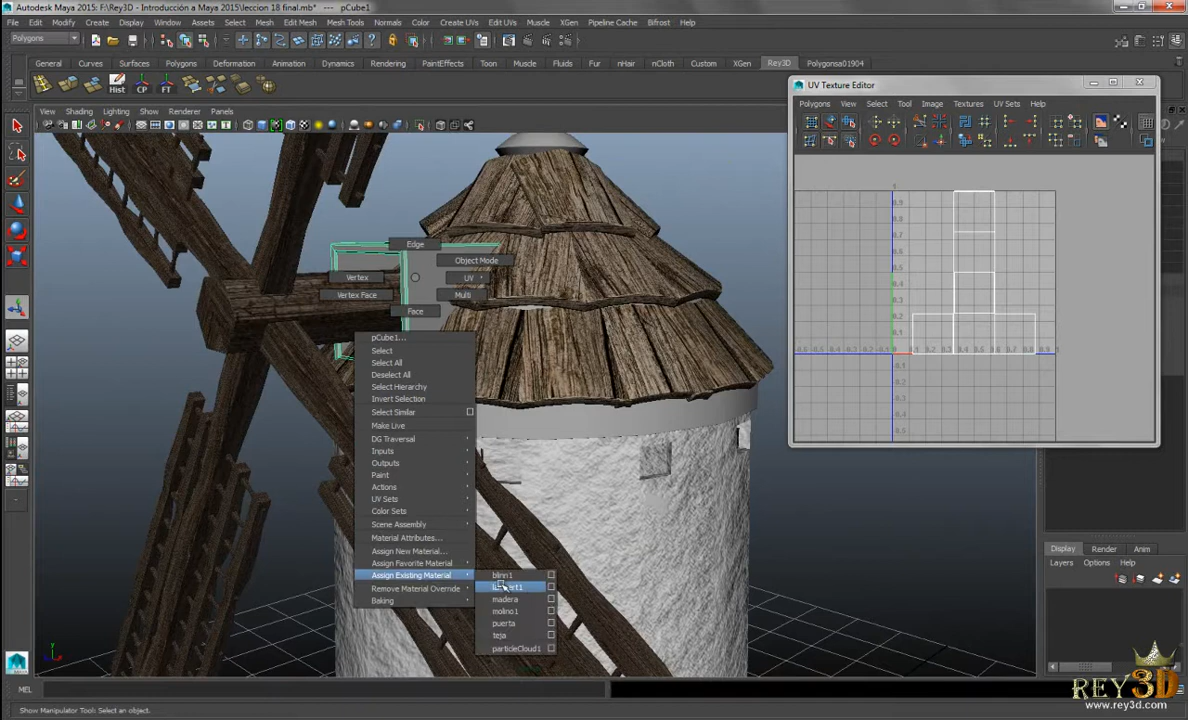 Autodesk Maya 2015: F:\Rey3D - Introducción a Maya 2015\leccion 18 final.mb* --- pCube1
File Edit Modify Create Display Window Assets Select Mesh Edit Mesh Mesh Tools Normals Color Create UVs Edit UVs Muscle XGen Pipeline Cache Bifrost Help
Polygons
General Curves Surfaces Polygons Deformation Animation Dynamics Rendering PaintEffects Toon Muscle Fluids Fur nHair nCloth Custom XGen Rey3D Polygonsa01904
Hist CP FT
View Shading Lighting Show Renderer Panels
UV Texture Editor
Polygons View Select Tool Image Textures UV Sets Help
Edge
Object Mode
Vertex
UV
Vertex Face
Multi
Face
pCube1...
Select
Select All
Deselect All
Select Hierarchy
Invert Selection
Select Similar
Make Live
DG Traversal
Inputs
Outputs
Paint
Actions
UV Sets
Color Sets
Scene Assembly
Material Attributes...
Assign New Material...
Assign Favorite Material
Assign Existing Material
Remove Material Override
Baking
blinn1
madera
molino1
puerta
teja
particleCloud1
Display Render Anim
Layers Options Help
MEL
Show Manipulator Tool: Select an object.
REY3D
www.rey3d.com